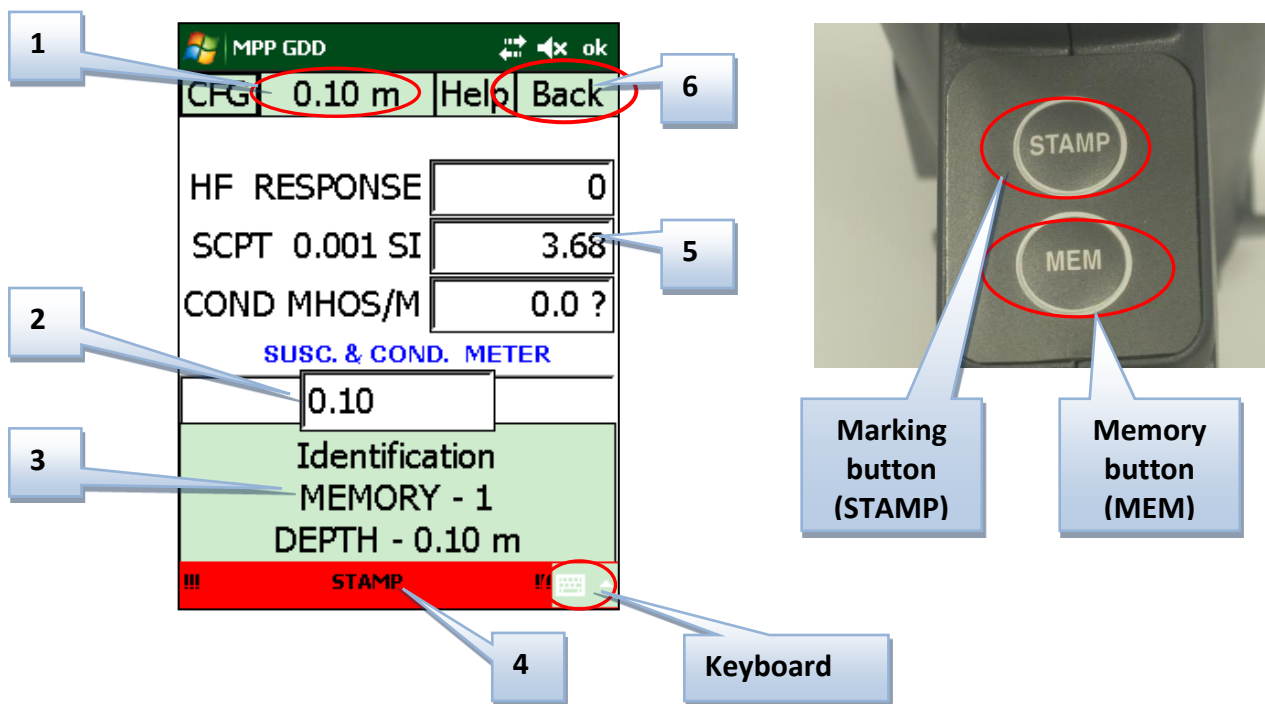 1
MPP GDD ok
CFG 0.10 m Help Back
6
HF RESPONSE 0
SCPT 0.001 SI 3.68
5
COND MHOS/M 0.0 ?
2
SUSC. & COND. METER
0.10
3
Identification
MEMORY - 1
DEPTH - 0.10 m
!!! STAMP
4
Keyboard
STAMP
MEM
Marking
button
(STAMP)
Memory
button
(MEM)